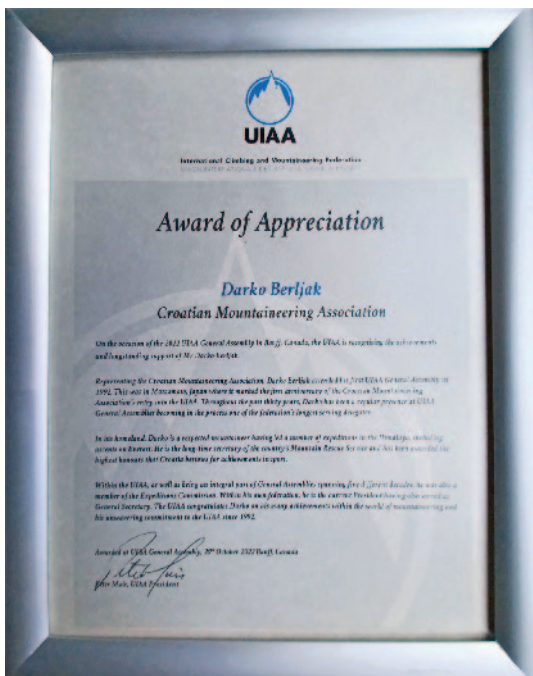 UIAA
International Climbing and Mountaineering Federation
Award of Appreciation
Darko Berljak
Croatian Mountaineering Association
On the occasion of the 2022 UIAA General Assembly in Banff, Canada, the UIAA is recognising the achievements
and longstanding support of Mr Darko Berljak.
Representing the Croatian Mountaineering Association, Darko Berljak attended his first UIAA General Assembly in
1992. This was in Matsumoto, Japan where it marked the first anniversary of the Croatian Mountaineering
Association's entry into the UIAA. Throughout the past thirty years, Darko has been a regular presence at UIAA
General Assemblies becoming in the process one of the federation's longest serving delegates.
In his homeland, Darko is a respected mountaineer having led a number of expeditions to the Himalaya, including
ascents on Everest. He is the long-time secretary of the country's Mountain Rescue Service and has been awarded the
highest honours that Croatia bestows for achievements in sport.
Within the UIAA, as well as being an integral part of General Assemblies spanning four different decades, he was also a
member of the Expeditions Commission. Within his own federation, he is the current President having also served as
General Secretary. The UIAA congratulates Darko on his many achievements within the world of mountaineering and
his unwavering commitment to the UIAA since 1992.
Awarded at UIAA General Assembly, 29th October 2022 Banff, Canada
Peter Muir, UIAA President